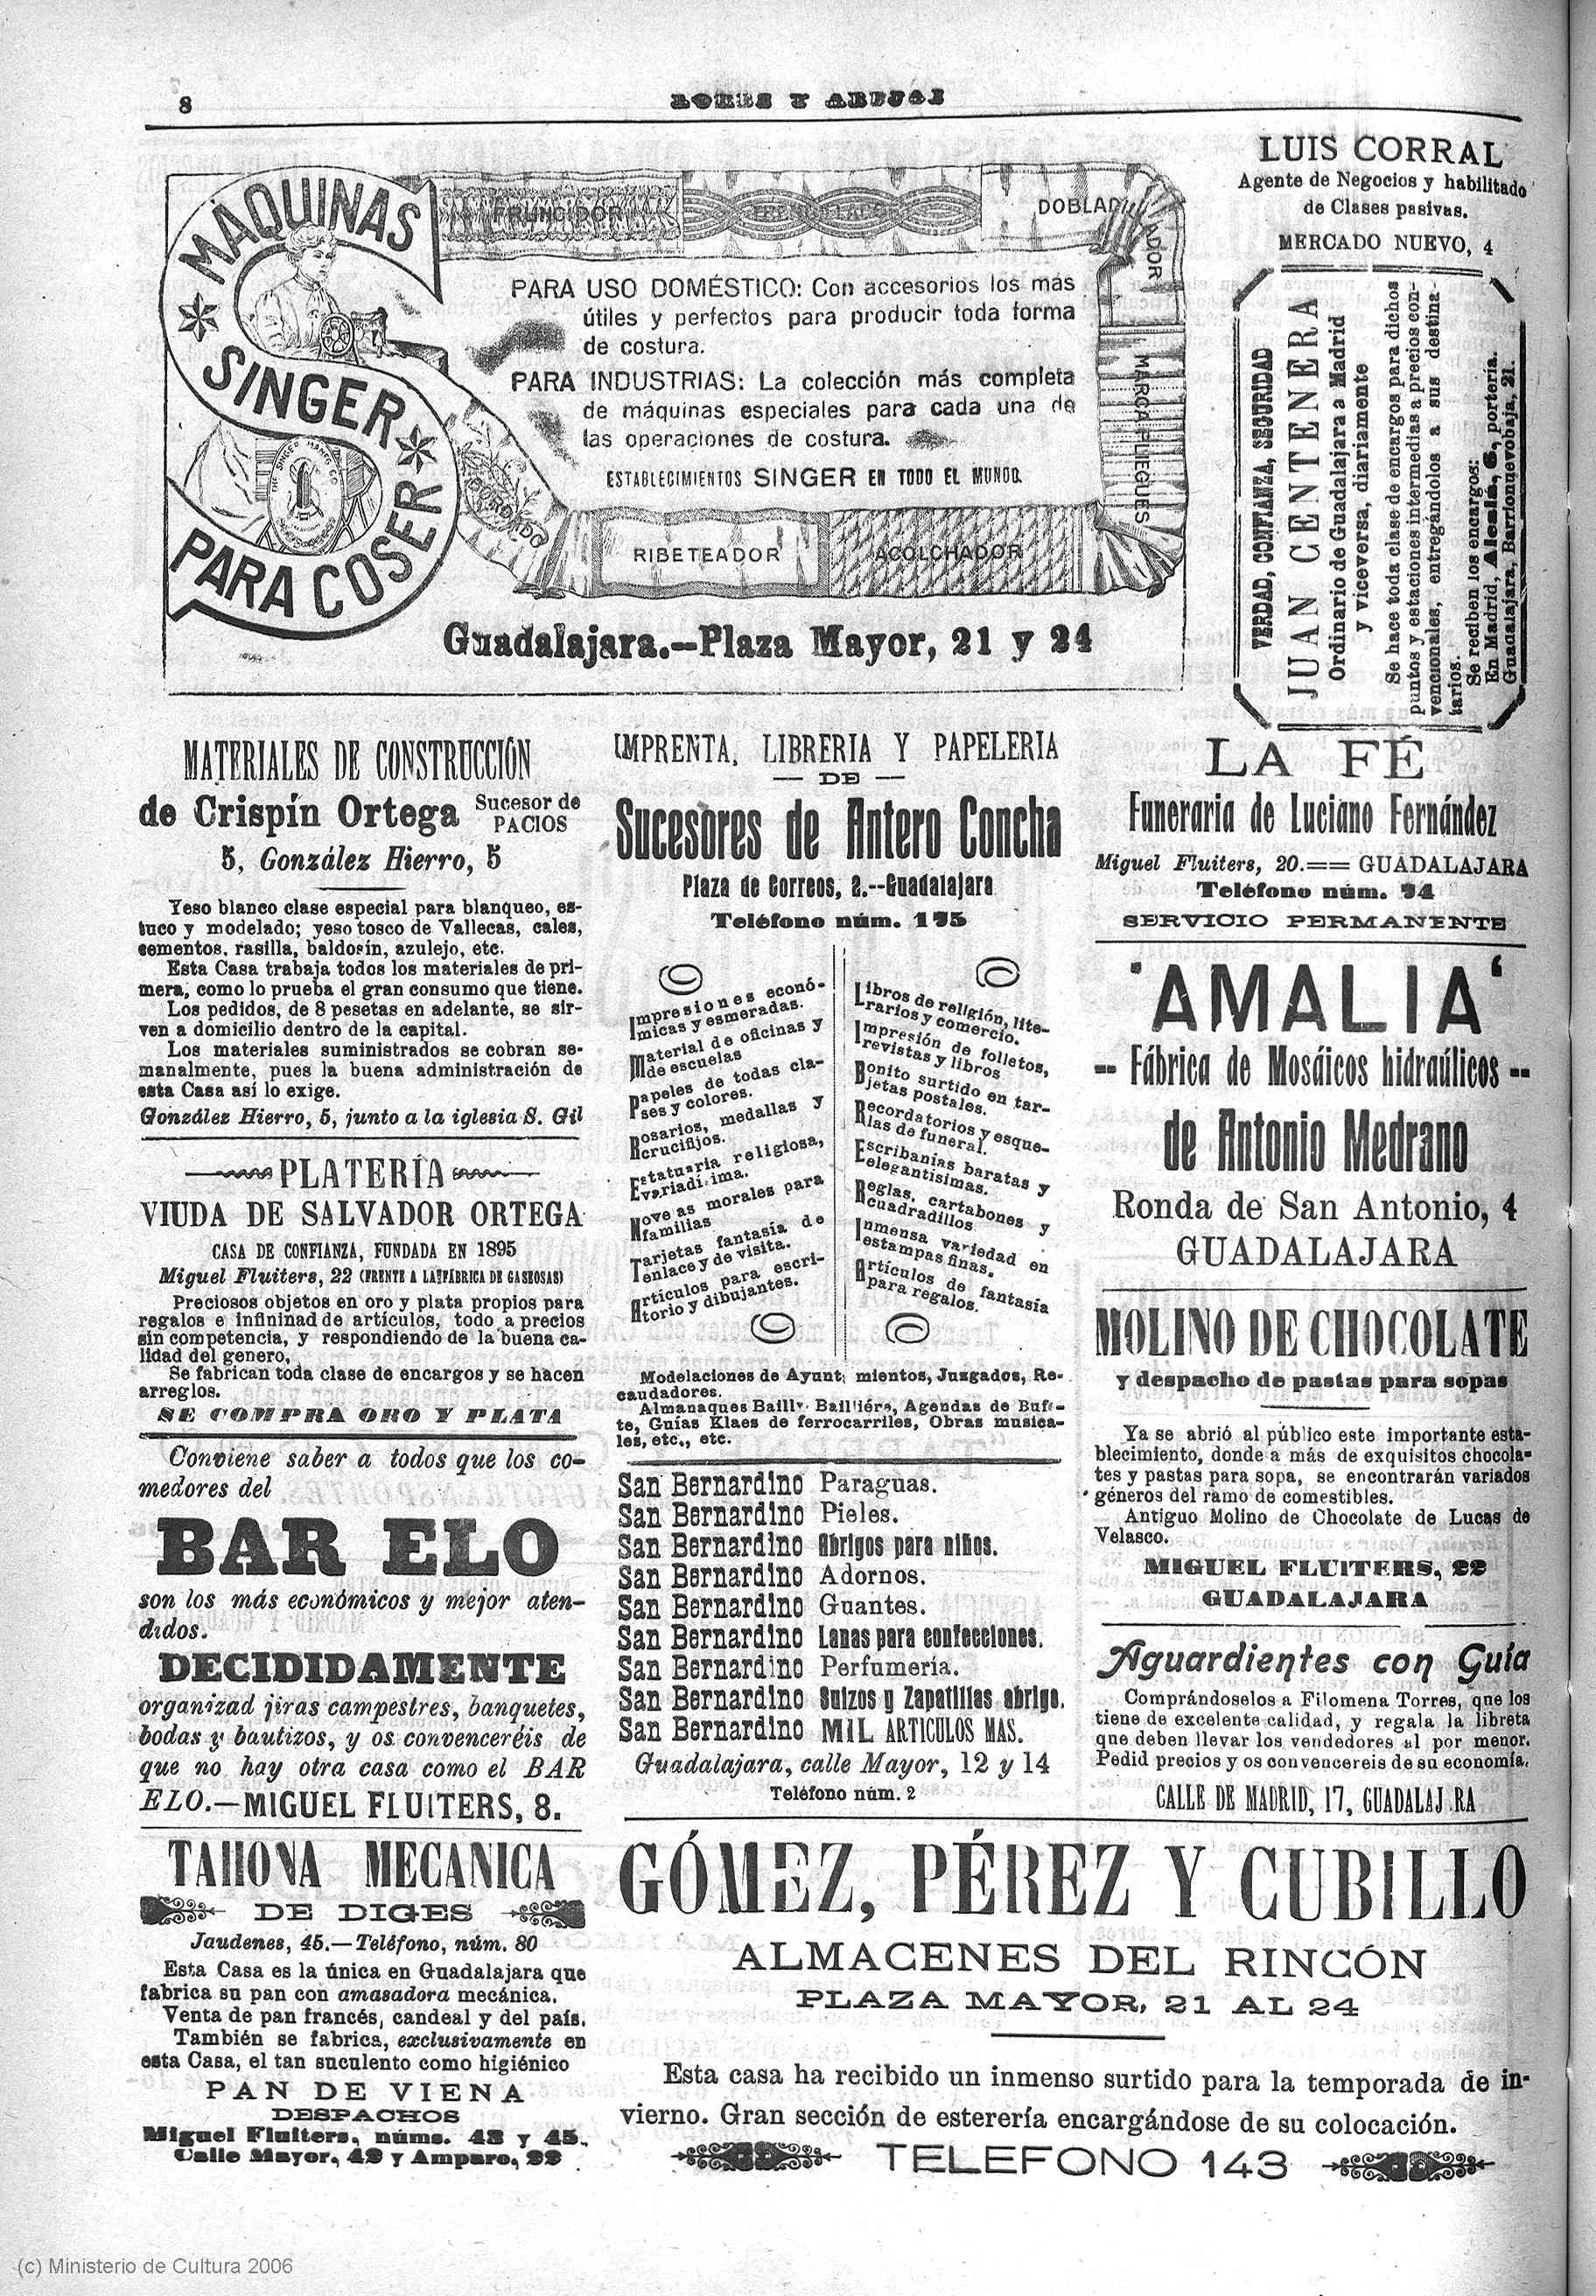 8
FLORES Y ABEJAS
MÁQUINAS
SINGER
PARA COSER
THE SINGER MANFG CO
FRUNCIDOR
TRENCILLADOR
DOBLADILLADOR
MARCA PLIEGUES
ACORDADO
RIBETEADOR
ACOLCHADOR
PARA USO DOMÉSTICO: Con accesorios los más
útiles y perfectos para producir toda forma
de costura.
PARA INDUSTRIAS: La colección más completa
de máquinas especiales para cada una de
las operaciones de costura.
ESTABLECIMIENTOS SINGER EN TODO EL MUNDO.
Guadalajara.--Plaza Mayor, 21 y 24
LUIS CORRAL
Agente de Negocios y habilitado
de Clases pasivas.
MERCADO NUEVO, 4
VERDAD, CONFIANZA, SEGURIDAD
JUAN CENTENERA
Ordinario de Guadalajara a Madrid
y viceversa, diariamente
Se hace toda clase de encargos para dichos
puntos y estaciones intermedias a precios con-
vencionales, entregándolos a sus destina-
tarios.
Se reciben los encargos:
En Madrid, Alcalá, 6, portería.
Guadalajara, Barrionuevobaja, 21.
MATERIALES DE CONSTRUCCIÓN
de Crispín Ortega Sucesor de
PACIOS
5, González Hierro, 5
Yeso blanco clase especial para blanqueo, es-
tuco y modelado; yeso tosco de Vallecas, cales,
cementos, rasilla, baldosín, azulejo, etc.
Esta Casa trabaja todos los materiales de pri-
mera, como lo prueba el gran consumo que tiene.
Los pedidos, de 8 pesetas en adelante, se sir-
ven a domicilio dentro de la capital.
Los materiales suministrados se cobran se-
manalmente, pues la buena administración de
esta Casa así lo exige.
González Hierro, 5, junto a la iglesia S. Gil
PLATERÍA
VIUDA DE SALVADOR ORTEGA
CASA DE CONFIANZA, FUNDADA EN 1895
Miguel Fluiters, 22 (FRENTE A LA FÁBRICA DE GASEOSAS)
Preciosos objetos en oro y plata propios para
regalos e infininad de artículos, todo a precios
sin competencia, y respondiendo de la buena ca-
lidad del genero,
Se fabrican toda clase de encargos y se hacen
arreglos.
SE COMPRA ORO Y PLATA
Conviene saber a todos que los co-
medores del
BAR ELO
son los más económicos y mejor aten-
didos.
DECIDIDAMENTE
organizad jiras campestres, banquetes,
bodas y bautizos, y os convenceréis de
que no hay otra casa como el BAR
ELO.—MIGUEL FLUITERS, 8.
TAHONA MECANICA
DE DIGES
Jaudenes, 45.—Teléfono, núm. 80
Esta Casa es la única en Guadalajara que
fabrica su pan con amasadora mecánica.
Venta de pan francés, candeal y del país.
También se fabrica, exclusivamente en
esta Casa, el tan suculento como higiénico
PAN DE VIENA
DESPACHOS
Miguel Fluiters, núms. 43 y 45.
Calle Mayor, 42 y Amparo, 22
IMPRENTA, LIBRERIA Y PAPELERIA
— DE —
Sucesores de Antero Concha
Plaza de Correos, 2.--Guadalajara
Teléfono núm. 175
Impresiones econó-
micas y esmeradas.
Material de oficinas y
de escuelas
Papeles de todas cla-
ses y colores.
Rosarios, medallas y
crucifijos.
Estatuaria religiosa,
variadísima.
Nove as morales para
familias
Tarjetas fantasía de
enlace y de visita.
Artículos para escri-
torio y dibujantes.
Libros de religión, lite-
rarios y comercio.
Impresión de folletos,
revistas y libros
Bonito surtido en tar-
jetas postales.
Recordatorios y esque-
las de funeral.
Escribanías baratas y
elegantísimas.
Reglas, cartabones y
cuadradillos.
Inmensa variedad en
estampas finas.
Artículos de fantasía
para regalos.
Modelaciones de Ayunt mientos, Juzgados, Re-
caudadores.
Almanaques Bailly-Bailliére, Agendas de Bufe-
te, Guías Klaes de ferrocarriles, Obras musica-
les, etc., etc.
San Bernardino Paraguas.
San Bernardino Pieles.
San Bernardino Abrigos para niños.
San Bernardino Adornos.
San Bernardino Guantes.
San Bernardino Lanas para confecciones.
San Bernardino Perfumería.
San Bernardino Suizos y Zapatillas abrigo.
San Bernardino MIL ARTICULOS MAS.
Guadalajara, calle Mayor, 12 y 14
Teléfono núm. 2
LA FÉ
Funeraria de Luciano Fernández
Miguel Fluiters, 20.== GUADALAJARA
Teléfono núm. 74
SERVICIO PERMANENTE
"AMALIA"
-- Fábrica de Mosáicos hidraúlicos --
de Antonio Medrano
Ronda de San Antonio, 4
GUADALAJARA
MOLINO DE CHOCOLATE
y despacho de pastas para sopas
Ya se abrió al público este importante esta-
blecimiento, donde a más de exquisitos chocola-
tes y pastas para sopa, se encontrarán variados
géneros del ramo de comestibles.
Antiguo Molino de Chocolate de Lucas de
Velasco.
MIGUEL FLUITERS, 22
GUADALAJARA
Aguardientes con Guía
Comprándoselos a Filomena Torres, que los
tiene de excelente calidad, y regala la libreta
que deben llevar los vendedores al por menor.
Pedid precios y os convencereis de su economía.
CALLE DE MADRID, 17, GUADALAJ RA
GÓMEZ, PÉREZ Y CUBILLO
ALMACENES DEL RINCÓN
PLAZA MAYOR, 21 AL 24
Esta casa ha recibido un inmenso surtido para la temporada de in-
vierno. Gran sección de esterería encargándose de su colocación.
TELEFONO 143
(c) Ministerio de Cultura 2006